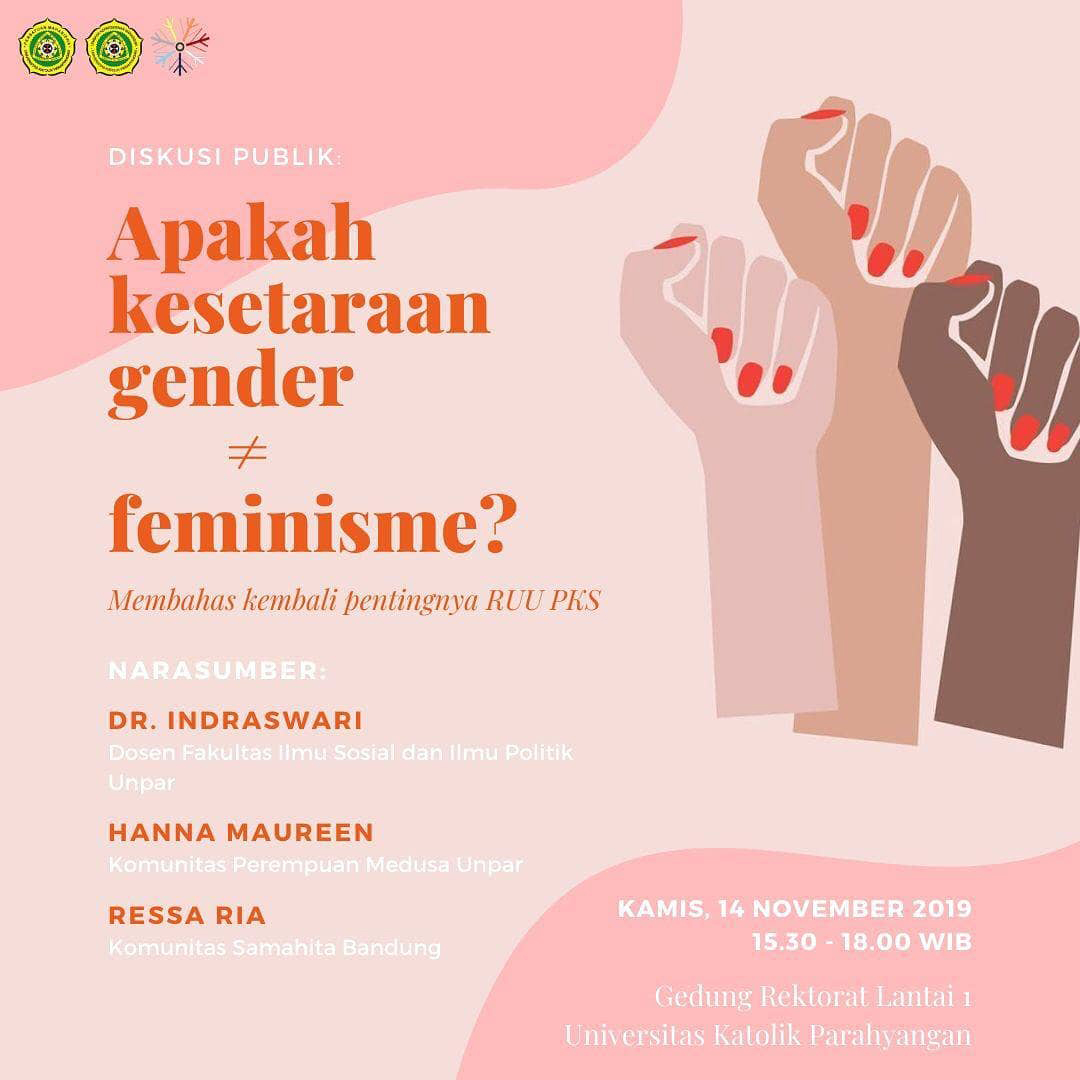 DISKUSI PUBLIK:
Apakah
kesetaraan
gender
≠
feminisme?
Membahas kembali pentingnya RUU PKS
NARASUMBER:
DR. INDRASWARI
Dosen Fakultas Ilmu Sosial dan Ilmu Politik
Unpar
HANNA MAUREEN
Komunitas Perempuan Medusa Unpar
RESSA RIA
Komunitas Samahita Bandung
KAMIS, 14 NOVEMBER 2019
15.30 - 18.00 WIB
Gedung Rektorat Lantai 1
Universitas Katolik Parahyangan